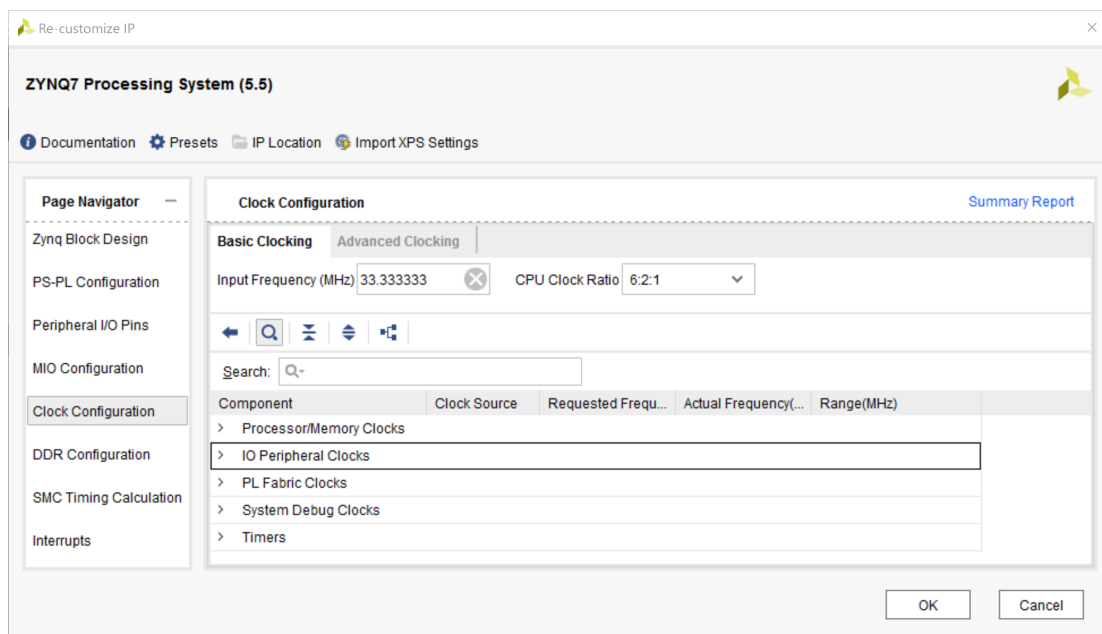 Re-customize IP
ZYNQ7 Processing System (5.5)
Documentation Presets IP Location Import XPS Settings
Page Navigator
Zynq Block Design
PS-PL Configuration
Peripheral I/O Pins
MIO Configuration
Clock Configuration
DDR Configuration
SMC Timing Calculation
Interrupts
Clock Configuration Summary Report
Basic Clocking Advanced Clocking
Input Frequency (MHz) 33.333333 CPU Clock Ratio 6:2:1
Search:
Component Clock Source Requested Frequ... Actual Frequency(... Range(MHz)
Processor/Memory Clocks
IO Peripheral Clocks
PL Fabric Clocks
System Debug Clocks
Timers
OK Cancel